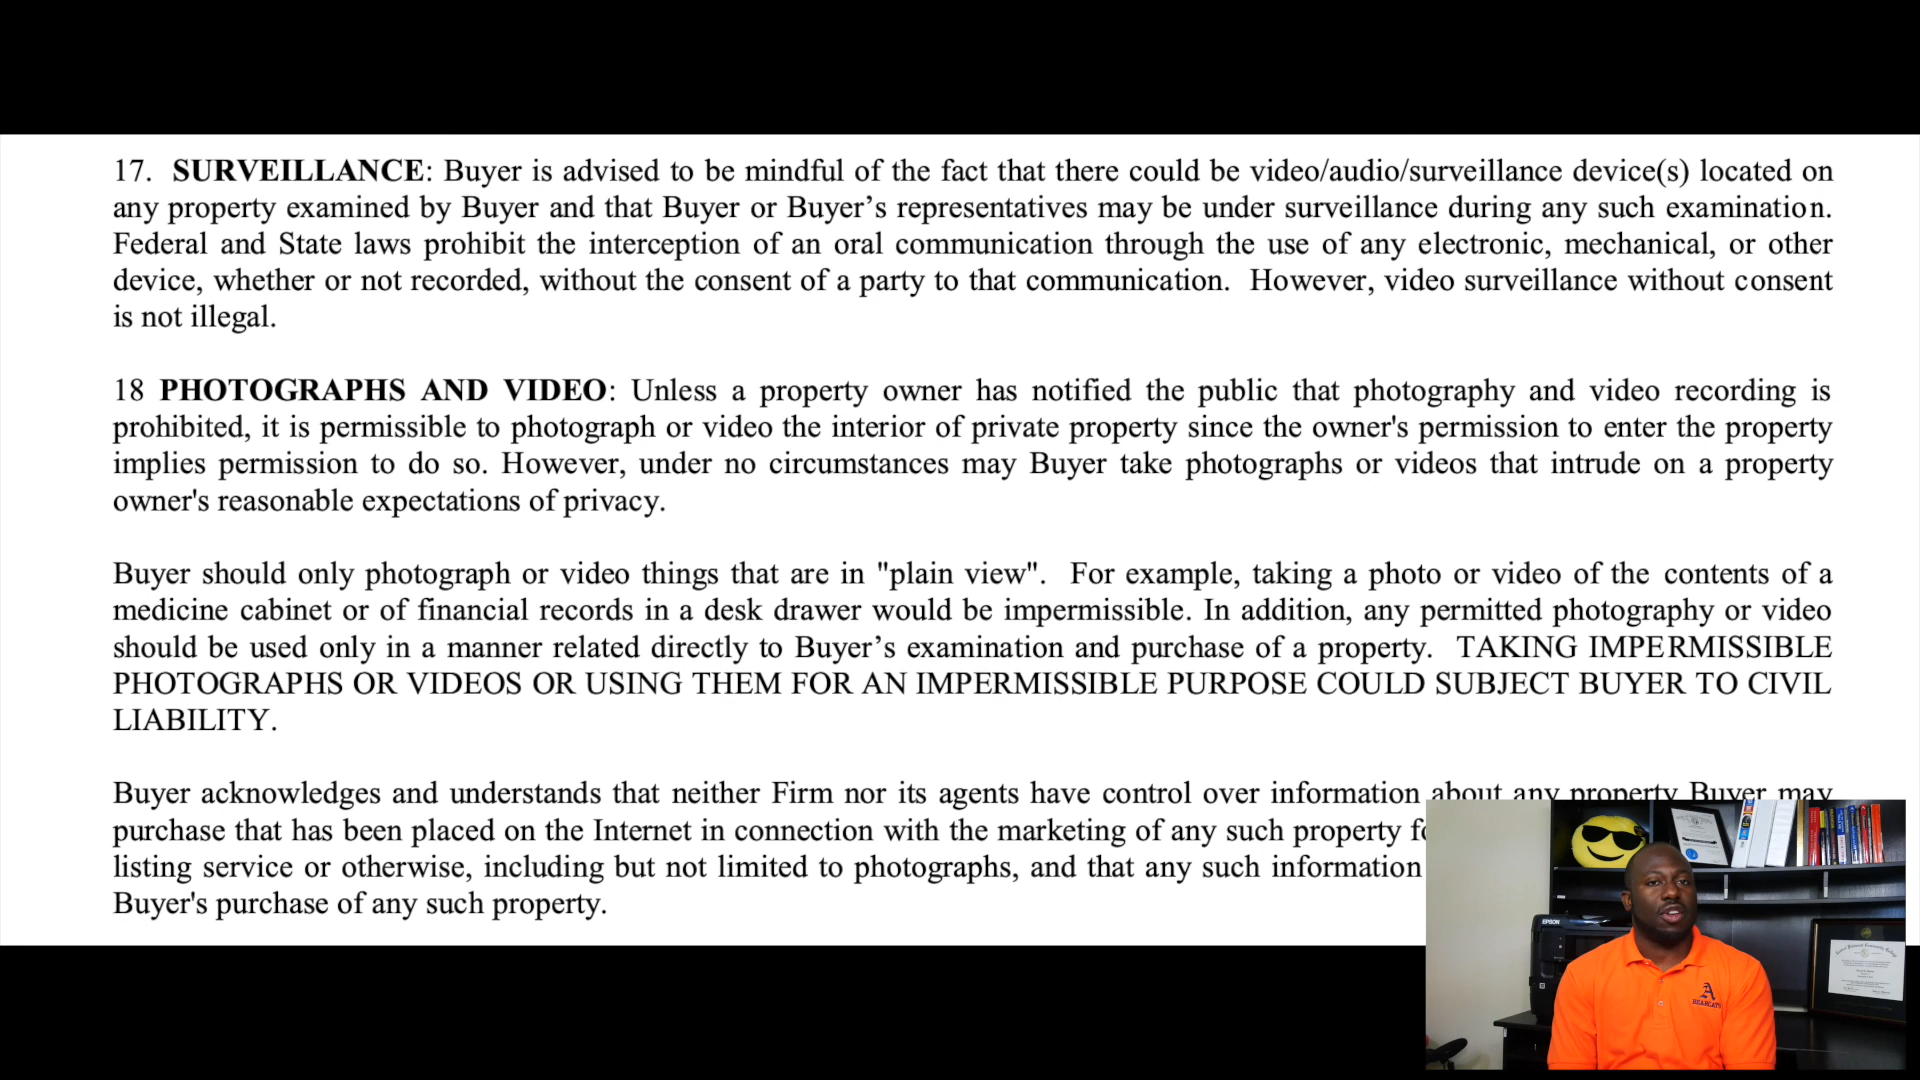 17. SURVEILLANCE: Buyer is advised to be mindful of the fact that there could be video/audio/surveillance device(s) located on
any property examined by Buyer and that Buyer or Buyer’s representatives may be under surveillance during any such examination.
Federal and State laws prohibit the interception of an oral communication through the use of any electronic, mechanical, or other
device, whether or not recorded, without the consent of a party to that communication. However, video surveillance without consent
is not illegal.
18 PHOTOGRAPHS AND VIDEO: Unless a property owner has notified the public that photography and video recording is
prohibited, it is permissible to photograph or video the interior of private property since the owner's permission to enter the property
implies permission to do so. However, under no circumstances may Buyer take photographs or videos that intrude on a property
owner's reasonable expectations of privacy.
Buyer should only photograph or video things that are in "plain view". For example, taking a photo or video of the contents of a
medicine cabinet or of financial records in a desk drawer would be impermissible. In addition, any permitted photography or video
should be used only in a manner related directly to Buyer’s examination and purchase of a property. TAKING IMPERMISSIBLE
PHOTOGRAPHS OR VIDEOS OR USING THEM FOR AN IMPERMISSIBLE PURPOSE COULD SUBJECT BUYER TO CIVIL
LIABILITY.
Buyer acknowledges and understands that neither Firm nor its agents have control over information about any property Buyer may
purchase that has been placed on the Internet in connection with the marketing of any such property
listing service or otherwise, including but not limited to photographs, and that any such information
Buyer's purchase of any such property.
EPSON
A
BEARCATS